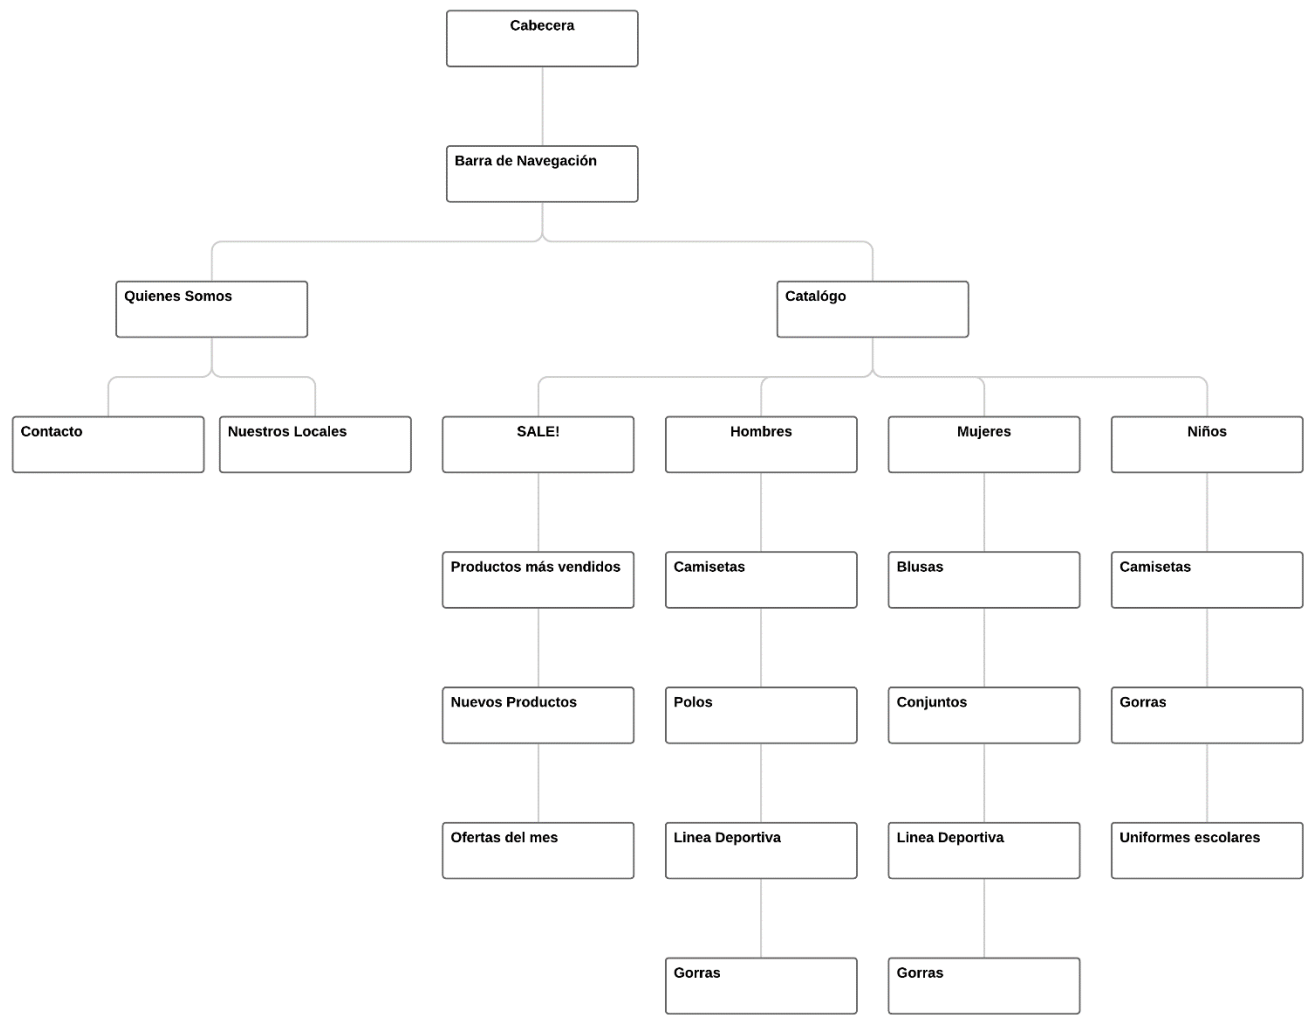 Cabecera
Barra de Navegación
Quienes Somos
Catalógo
Contacto
Nuestros Locales
SALE!
Hombres
Mujeres
Niños
Productos más vendidos
Camisetas
Blusas
Camisetas
Nuevos Productos
Polos
Conjuntos
Gorras
Ofertas del mes
Linea Deportiva
Linea Deportiva
Uniformes escolares
Gorras
Gorras